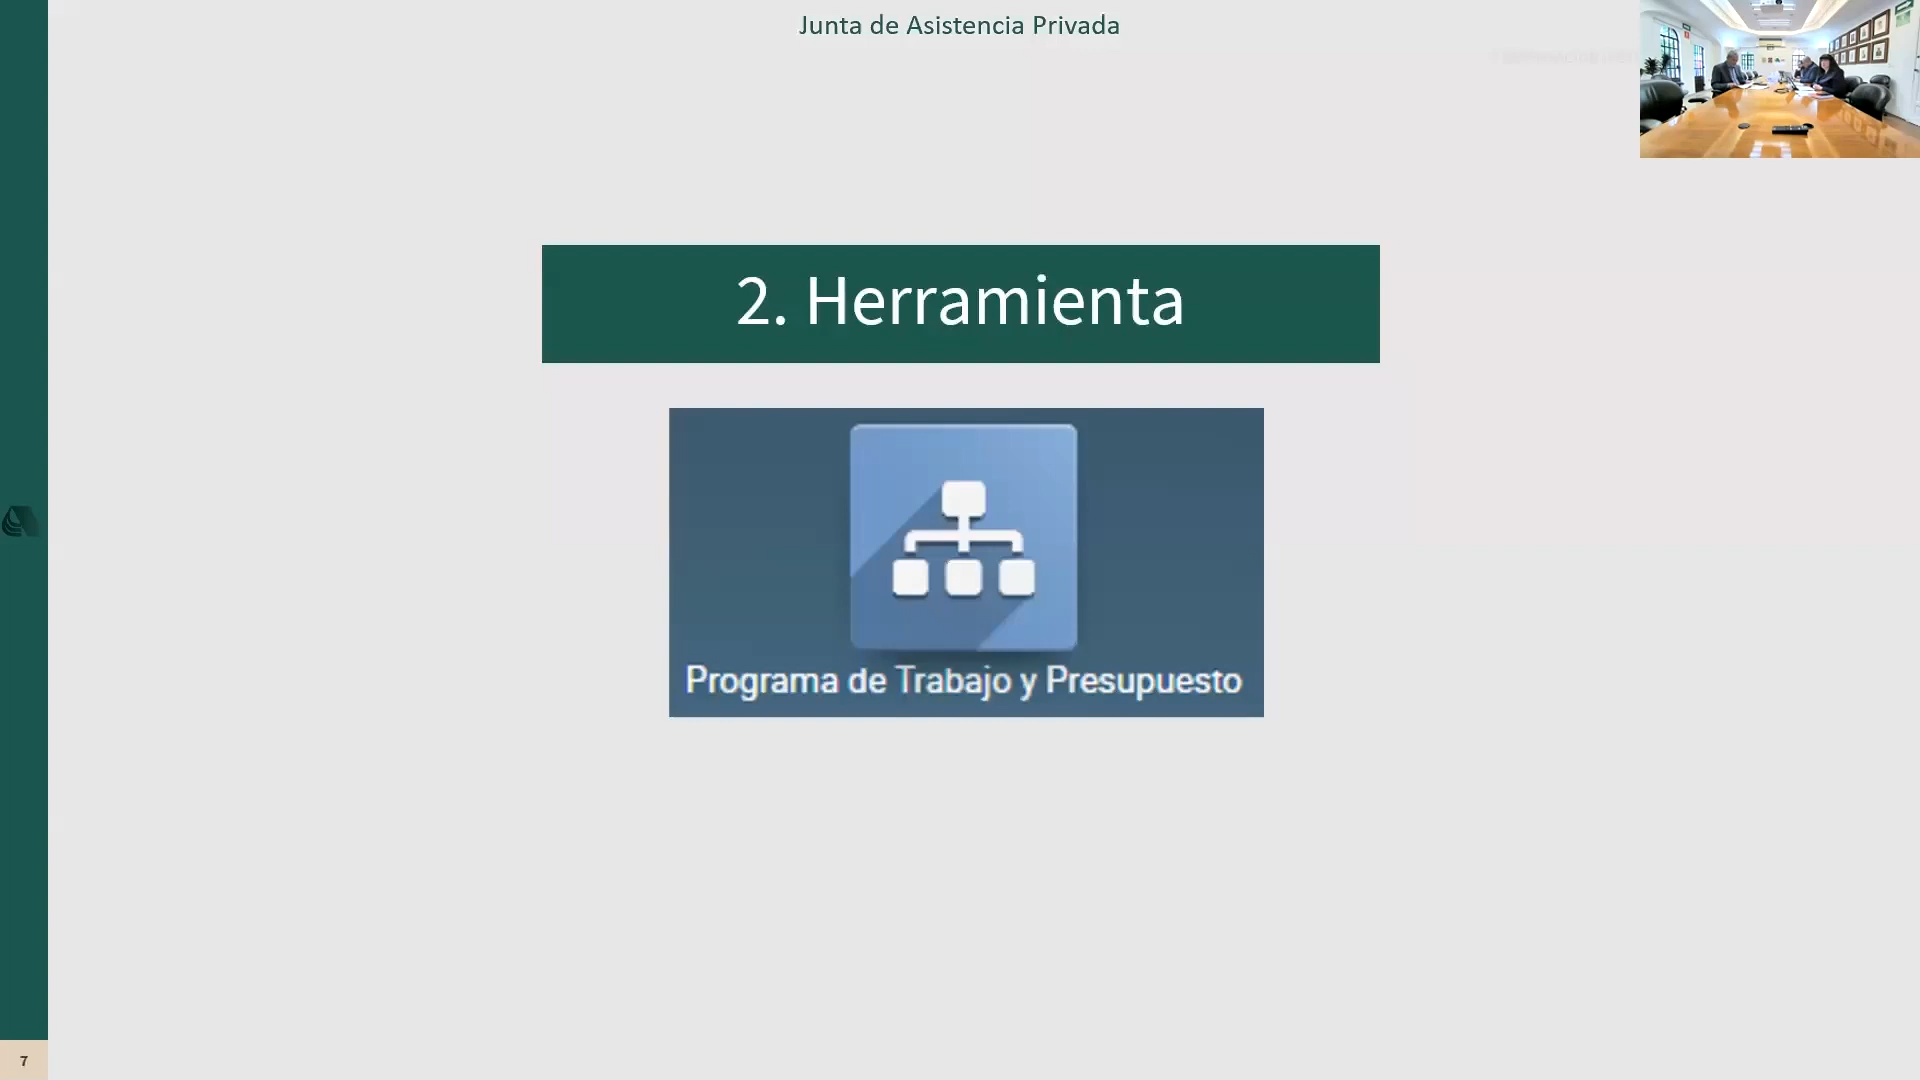 Junta de Asistencia Privada
2. Herramienta
Programa de Trabajo y Presupuesto
7